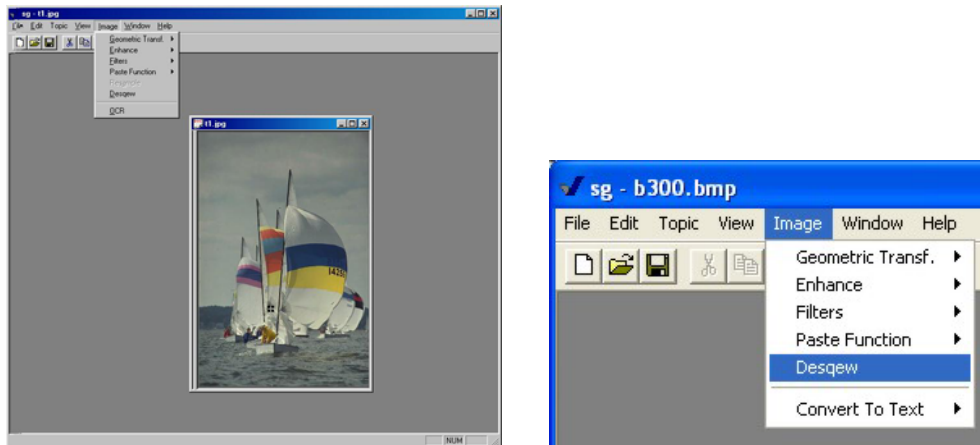 sg - t1.jpg
File Edit Topic View Image Window Help
Geometric Transf.
Enhance
Filters
Paste Function
Desqew
OCR
t1.jpg
NUM
sg - b300.bmp
File Edit Topic View Image Window Help
Geometric Transf.
Enhance
Filters
Paste Function
Desqew
Convert To Text